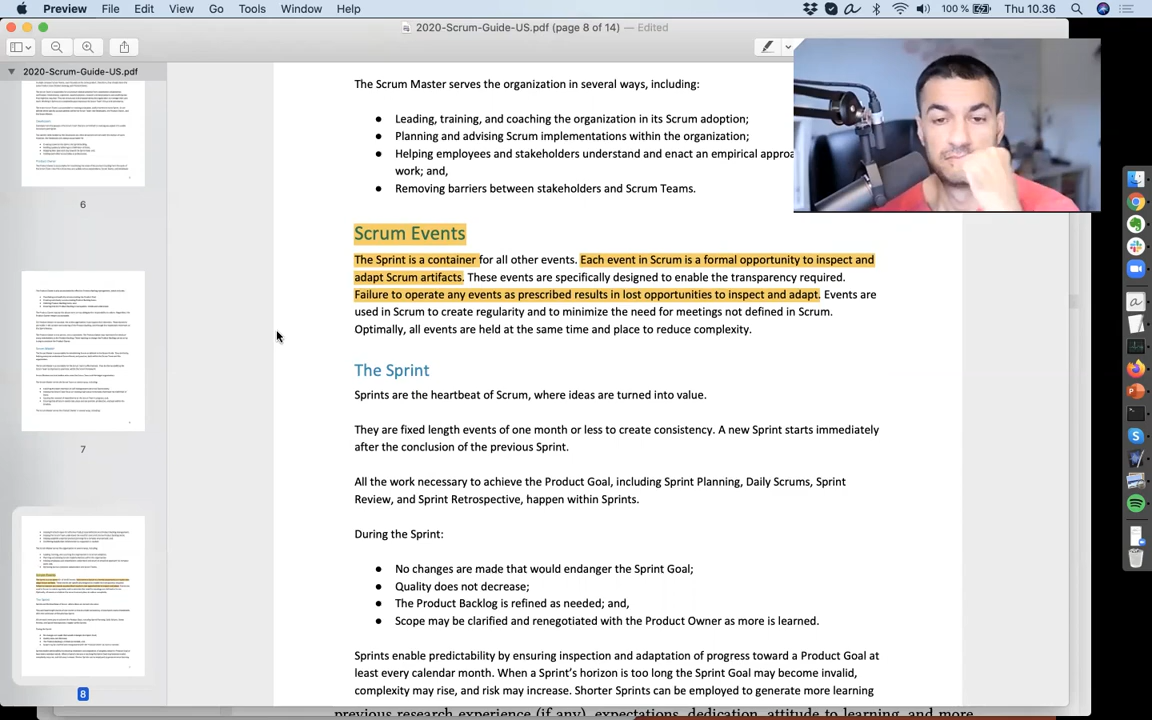 Preview File Edit View Go Tools Window Help
100 % Thu 10.36
2020-Scrum-Guide-US.pdf (page 8 of 14) — Edited
2020-Scrum-Guide-US.pdf
6
7
8
The Scrum Master serves the organization in several ways, including:
● Leading, training, and coaching the organization in its Scrum adoption;
● Planning and advising Scrum implementations within the organization;
● Helping employees and stakeholders understand and enact an empirical
work; and,
● Removing barriers between stakeholders and Scrum Teams.
Scrum Events
The Sprint is a container for all other events. Each event in Scrum is a formal opportunity to inspect and
adapt Scrum artifacts. These events are specifically designed to enable the transparency required.
Failure to operate any events as prescribed results in lost opportunities to inspect and adapt. Events are
used in Scrum to create regularity and to minimize the need for meetings not defined in Scrum.
Optimally, all events are held at the same time and place to reduce complexity.
The Sprint
Sprints are the heartbeat of Scrum, where ideas are turned into value.
They are fixed length events of one month or less to create consistency. A new Sprint starts immediately
after the conclusion of the previous Sprint.
All the work necessary to achieve the Product Goal, including Sprint Planning, Daily Scrums, Sprint
Review, and Sprint Retrospective, happen within Sprints.
During the Sprint:
● No changes are made that would endanger the Sprint Goal;
● Quality does not decrease;
● The Product Backlog is refined as needed; and,
● Scope may be clarified and renegotiated with the Product Owner as more is learned.
Sprints enable predictability by ensuring inspection and adaptation of progress toward a Product Goal at
least every calendar month. When a Sprint's horizon is too long the Sprint Goal may become invalid,
complexity may rise, and risk may increase. Shorter Sprints can be employed to generate more learning
previous research experience (if any), expectations, dedication, attitude to learning, and more